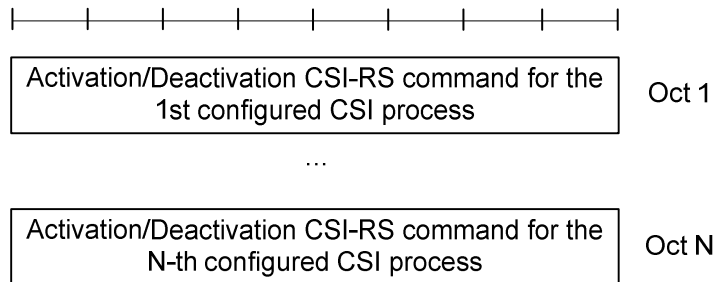 Activation/Deactivation CSI-RS command for the
1st configured CSI process
Oct 1
...
Activation/Deactivation CSI-RS command for the
N-th configured CSI process
Oct N